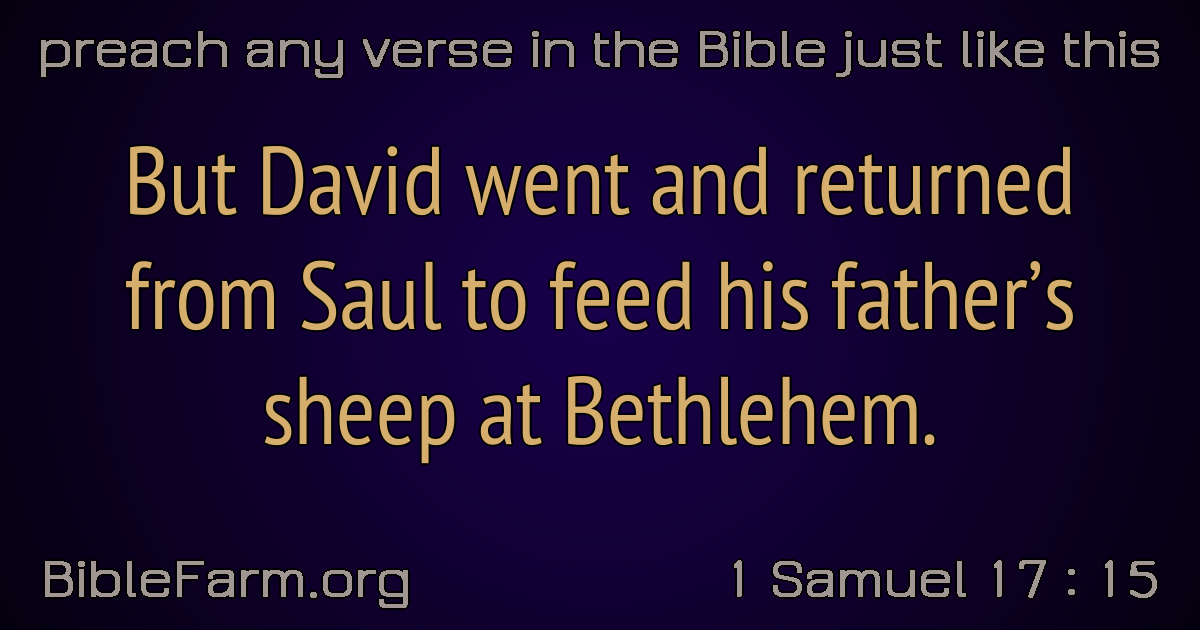 preach any verse in the Bible just like this
But David went and returned
from Saul to feed his father’s
sheep at Bethlehem.
BibleFarm.org
1 Samuel 17 : 15